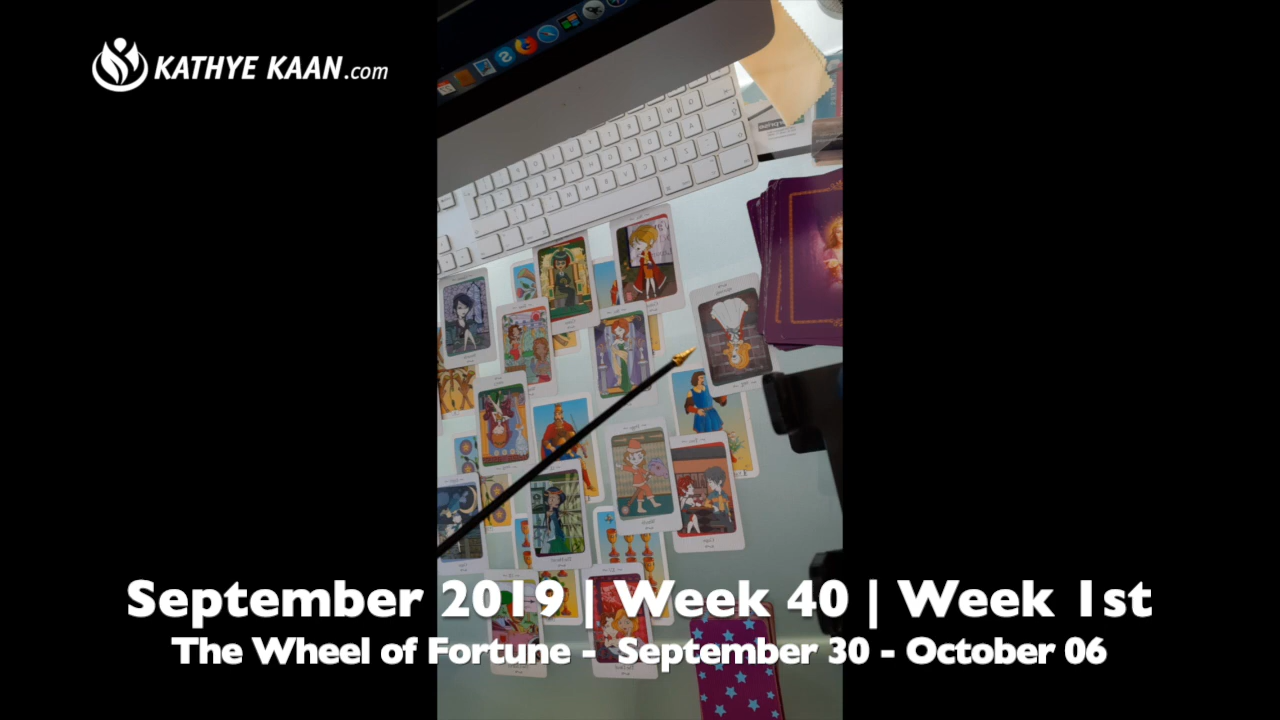 KATHYE KAAN.com
September 2019 | Week 40 | Week 1st
The Wheel of Fortune - September 30 - October 06